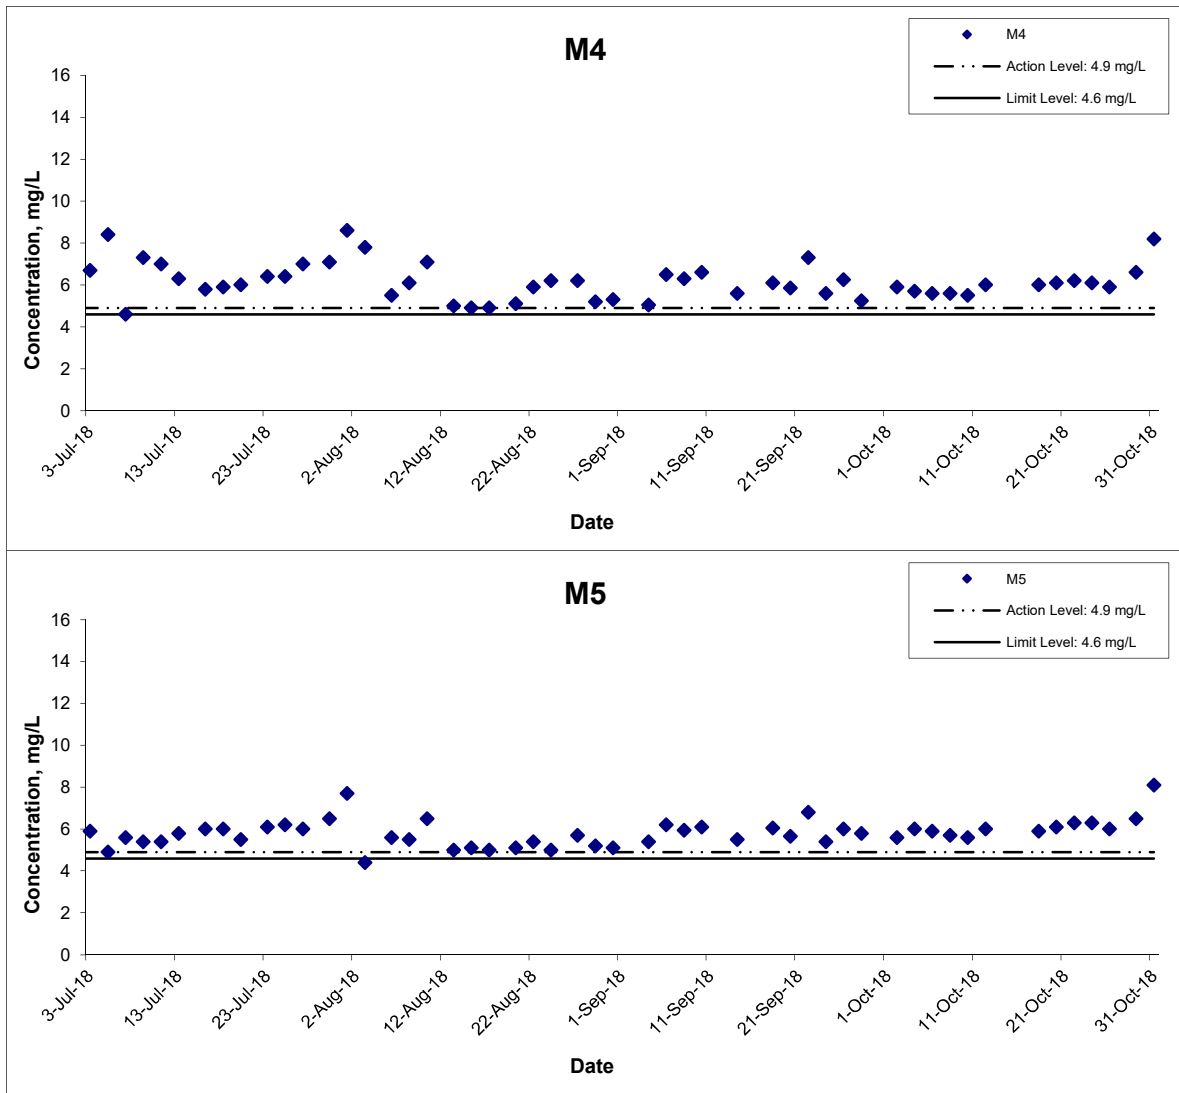 M4
M4
Action Level: 4.9 mg/L
Limit Level: 4.6 mg/L
Concentration, mg/L
16
14
12
10
8
6
4
2
0
3-Jul-18
13-Jul-18
23-Jul-18
2-Aug-18
12-Aug-18
22-Aug-18
1-Sep-18
11-Sep-18
21-Sep-18
1-Oct-18
11-Oct-18
21-Oct-18
31-Oct-18
Date
M5
M5
Action Level: 4.9 mg/L
Limit Level: 4.6 mg/L
Concentration, mg/L
16
14
12
10
8
6
4
2
0
3-Jul-18
13-Jul-18
23-Jul-18
2-Aug-18
12-Aug-18
22-Aug-18
1-Sep-18
11-Sep-18
21-Sep-18
1-Oct-18
11-Oct-18
21-Oct-18
31-Oct-18
Date